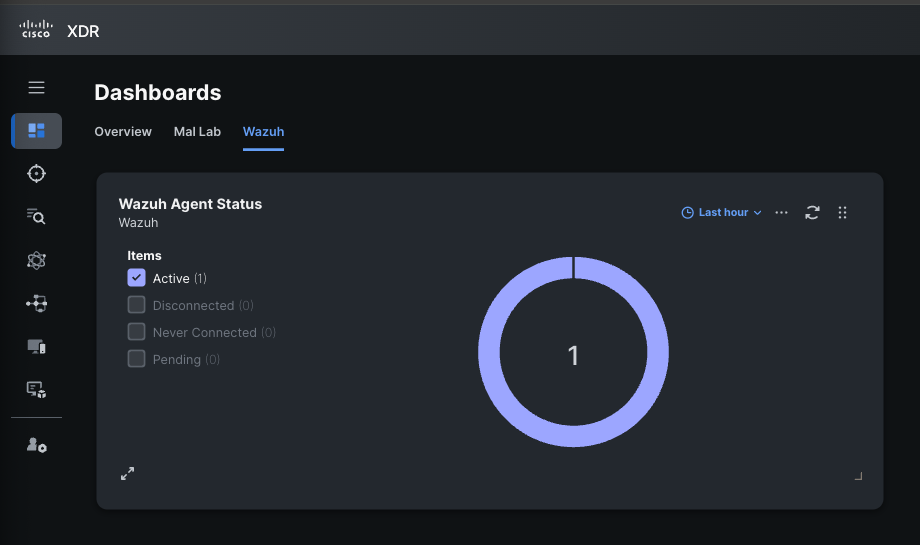 CISCO
XDR
Dashboards
Overview
Mal Lab
Wazuh
Wazuh Agent Status
Wazuh
Last hour
Items
Active (1)
Disconnected (0)
Never Connected (0)
Pending (0)
1